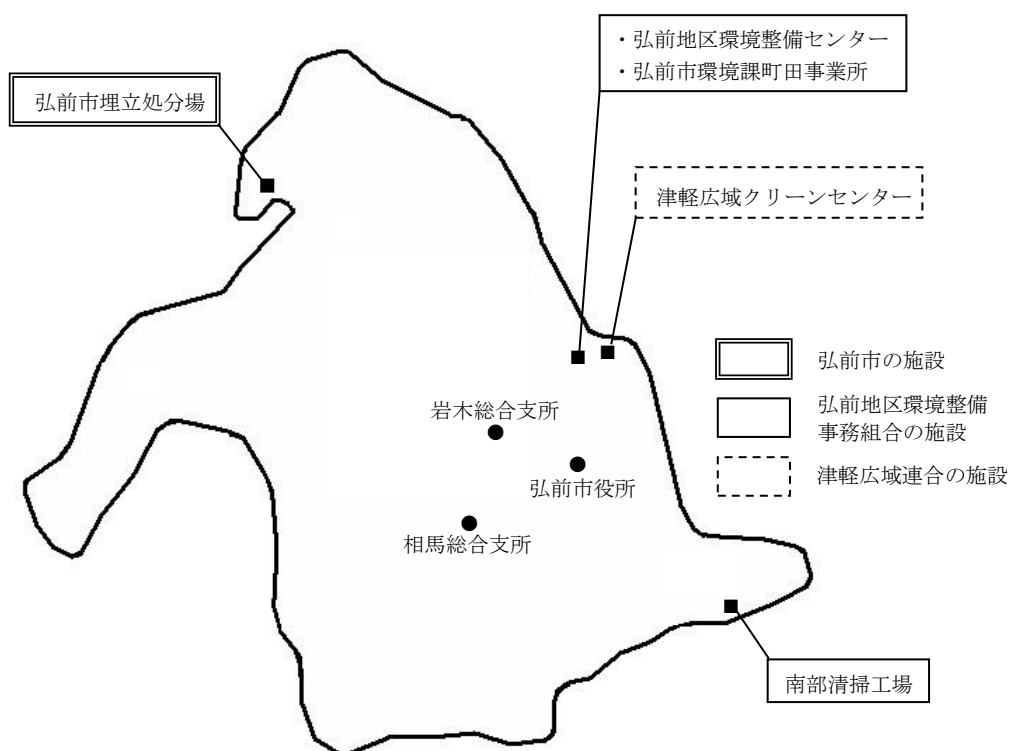 ・弘前地区環境整備センター
・弘前市環境課町田事業所
弘前市埋立処分場
津軽広域クリーンセンター
弘前市の施設
弘前地区環境整備
事務組合の施設
津軽広域連合の施設
岩木総合支所
弘前市役所
相馬総合支所
南部清掃工場